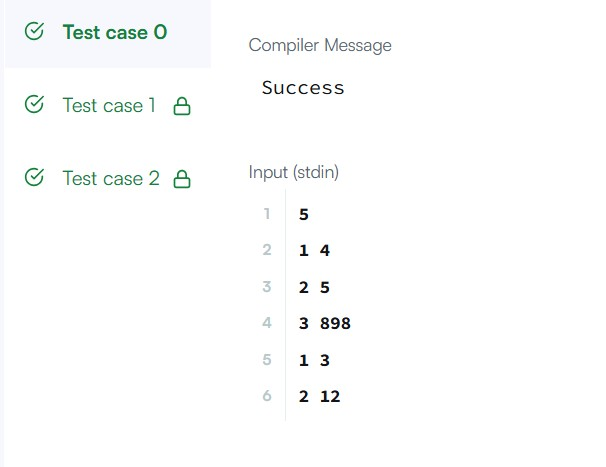 Test case 0
Test case 1
Test case 2
Compiler Message
Success
Input (stdin)
1 5
2 1 4
3 2 5
4 3 898
5 1 3
6 2 12